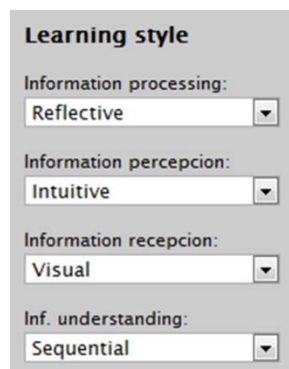 Learning style
Information processing:
Reflective
Information percepcion:
Intuitive
Information recepcion:
Visual
Inf. understanding:
Sequential